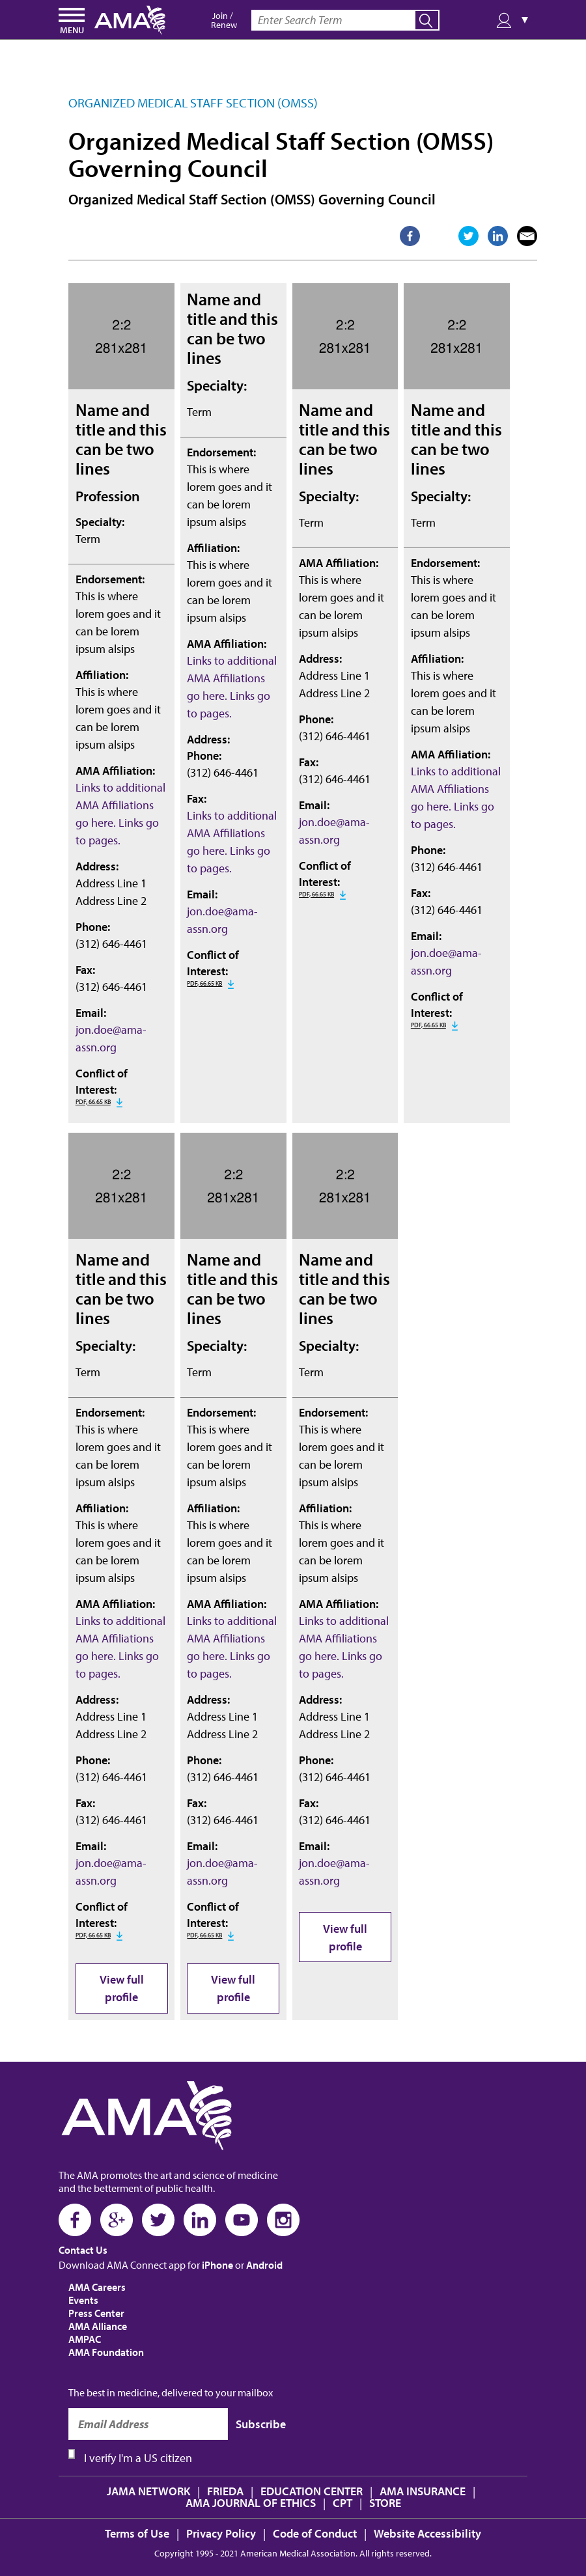 MENU
AMA
Join /
Renew
Enter Search Term
▼
ORGANIZED MEDICAL STAFF SECTION (OMSS)
Organized Medical Staff Section (OMSS)
Governing Council
Organized Medical Staff Section (OMSS) Governing Council
2:2
281x281
Name and
title and this
can be two
lines
Profession
Specialty:
Term
Endorsement:
This is where
lorem goes and it
can be lorem
ipsum alsips
Affiliation:
This is where
lorem goes and it
can be lorem
ipsum alsips
AMA Affiliation:
Links to additional
AMA Affiliations
go here. Links go
to pages.
Address:
Address Line 1
Address Line 2
Phone:
(312) 646-4461
Fax:
(312) 646-4461
Email:
jon.doe@ama-
assn.org
Conflict of
Interest:
PDF, 66.65 KB
Name and
title and this
can be two
lines
Specialty:
Term
Endorsement:
This is where
lorem goes and it
can be lorem
ipsum alsips
Affiliation:
This is where
lorem goes and it
can be lorem
ipsum alsips
AMA Affiliation:
Links to additional
AMA Affiliations
go here. Links go
to pages.
Address:
Phone:
(312) 646-4461
Fax:
Links to additional
AMA Affiliations
go here. Links go
to pages.
Email:
jon.doe@ama-
assn.org
Conflict of
Interest:
PDF, 66.65 KB
2:2
281x281
Name and
title and this
can be two
lines
Specialty:
Term
AMA Affiliation:
This is where
lorem goes and it
can be lorem
ipsum alsips
Address:
Address Line 1
Address Line 2
Phone:
(312) 646-4461
Fax:
(312) 646-4461
Email:
jon.doe@ama-
assn.org
Conflict of
Interest:
PDF, 66.65 KB
2:2
281x281
Name and
title and this
can be two
lines
Specialty:
Term
Endorsement:
This is where
lorem goes and it
can be lorem
ipsum alsips
Affiliation:
This is where
lorem goes and it
can be lorem
ipsum alsips
AMA Affiliation:
Links to additional
AMA Affiliations
go here. Links go
to pages.
Phone:
(312) 646-4461
Fax:
(312) 646-4461
Email:
jon.doe@ama-
assn.org
Conflict of
Interest:
PDF, 66.65 KB
2:2
281x281
Name and
title and this
can be two
lines
Specialty:
Term
Endorsement:
This is where
lorem goes and it
can be lorem
ipsum alsips
Affiliation:
This is where
lorem goes and it
can be lorem
ipsum alsips
AMA Affiliation:
Links to additional
AMA Affiliations
go here. Links go
to pages.
Address:
Address Line 1
Address Line 2
Phone:
(312) 646-4461
Fax:
(312) 646-4461
Email:
jon.doe@ama-
assn.org
Conflict of
Interest:
PDF, 66.65 KB
View full
profile
2:2
281x281
Name and
title and this
can be two
lines
Specialty:
Term
Endorsement:
This is where
lorem goes and it
can be lorem
ipsum alsips
Affiliation:
This is where
lorem goes and it
can be lorem
ipsum alsips
AMA Affiliation:
Links to additional
AMA Affiliations
go here. Links go
to pages.
Address:
Address Line 1
Address Line 2
Phone:
(312) 646-4461
Fax:
(312) 646-4461
Email:
jon.doe@ama-
assn.org
Conflict of
Interest:
PDF, 66.65 KB
View full
profile
2:2
281x281
Name and
title and this
can be two
lines
Specialty:
Term
Endorsement:
This is where
lorem goes and it
can be lorem
ipsum alsips
Affiliation:
This is where
lorem goes and it
can be lorem
ipsum alsips
AMA Affiliation:
Links to additional
AMA Affiliations
go here. Links go
to pages.
Address:
Address Line 1
Address Line 2
Phone:
(312) 646-4461
Fax:
(312) 646-4461
Email:
jon.doe@ama-
assn.org
View full
profile
AMA
The AMA promotes the art and science of medicine
and the betterment of public health.
Contact Us
Download AMA Connect app for iPhone or Android
AMA Careers
Events
Press Center
AMA Alliance
AMPAC
AMA Foundation
The best in medicine, delivered to your mailbox
Email Address
Subscribe
I verify I'm a US citizen
JAMA NETWORK | FRIEDA | EDUCATION CENTER | AMA INSURANCE |
AMA JOURNAL OF ETHICS | CPT | STORE
Terms of Use | Privacy Policy | Code of Conduct | Website Accessibility
Copyright 1995 - 2021 American Medical Association. All rights reserved.